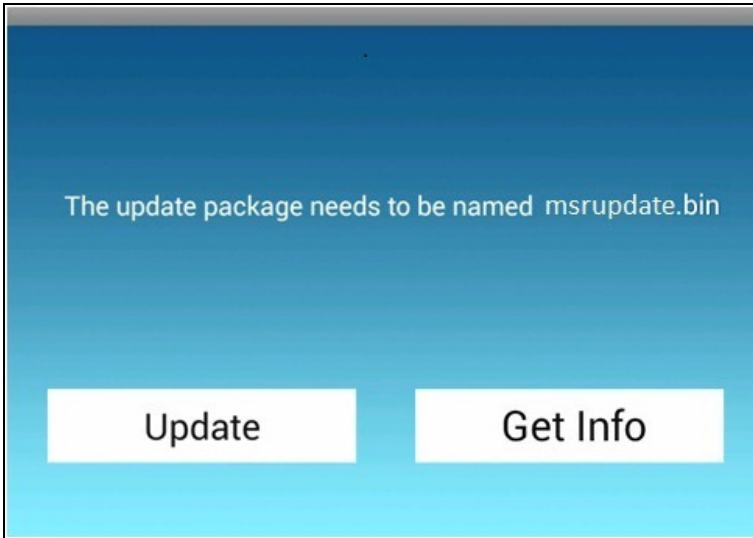 The update package needs to be named msrupdate.bin
Update
Get Info